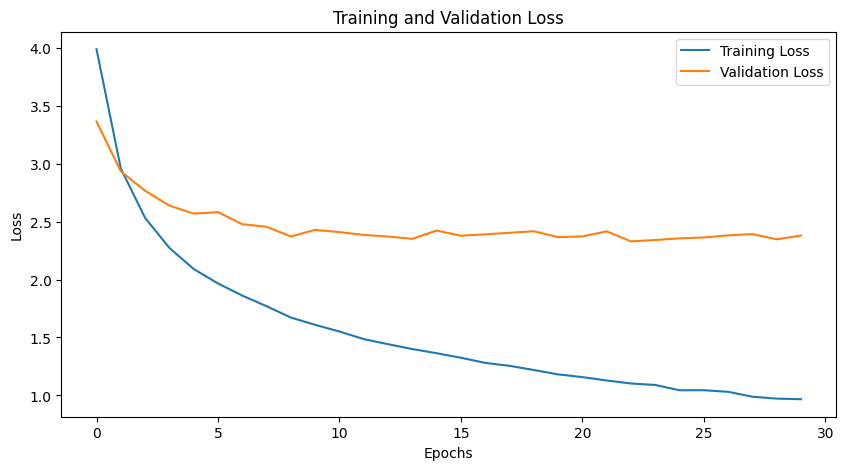 Training and Validation Loss
Training Loss
Validation Loss
4.0
3.5
3.0
2.5
2.0
1.5
1.0
Loss
0 5 10 15 20 25 30
Epochs